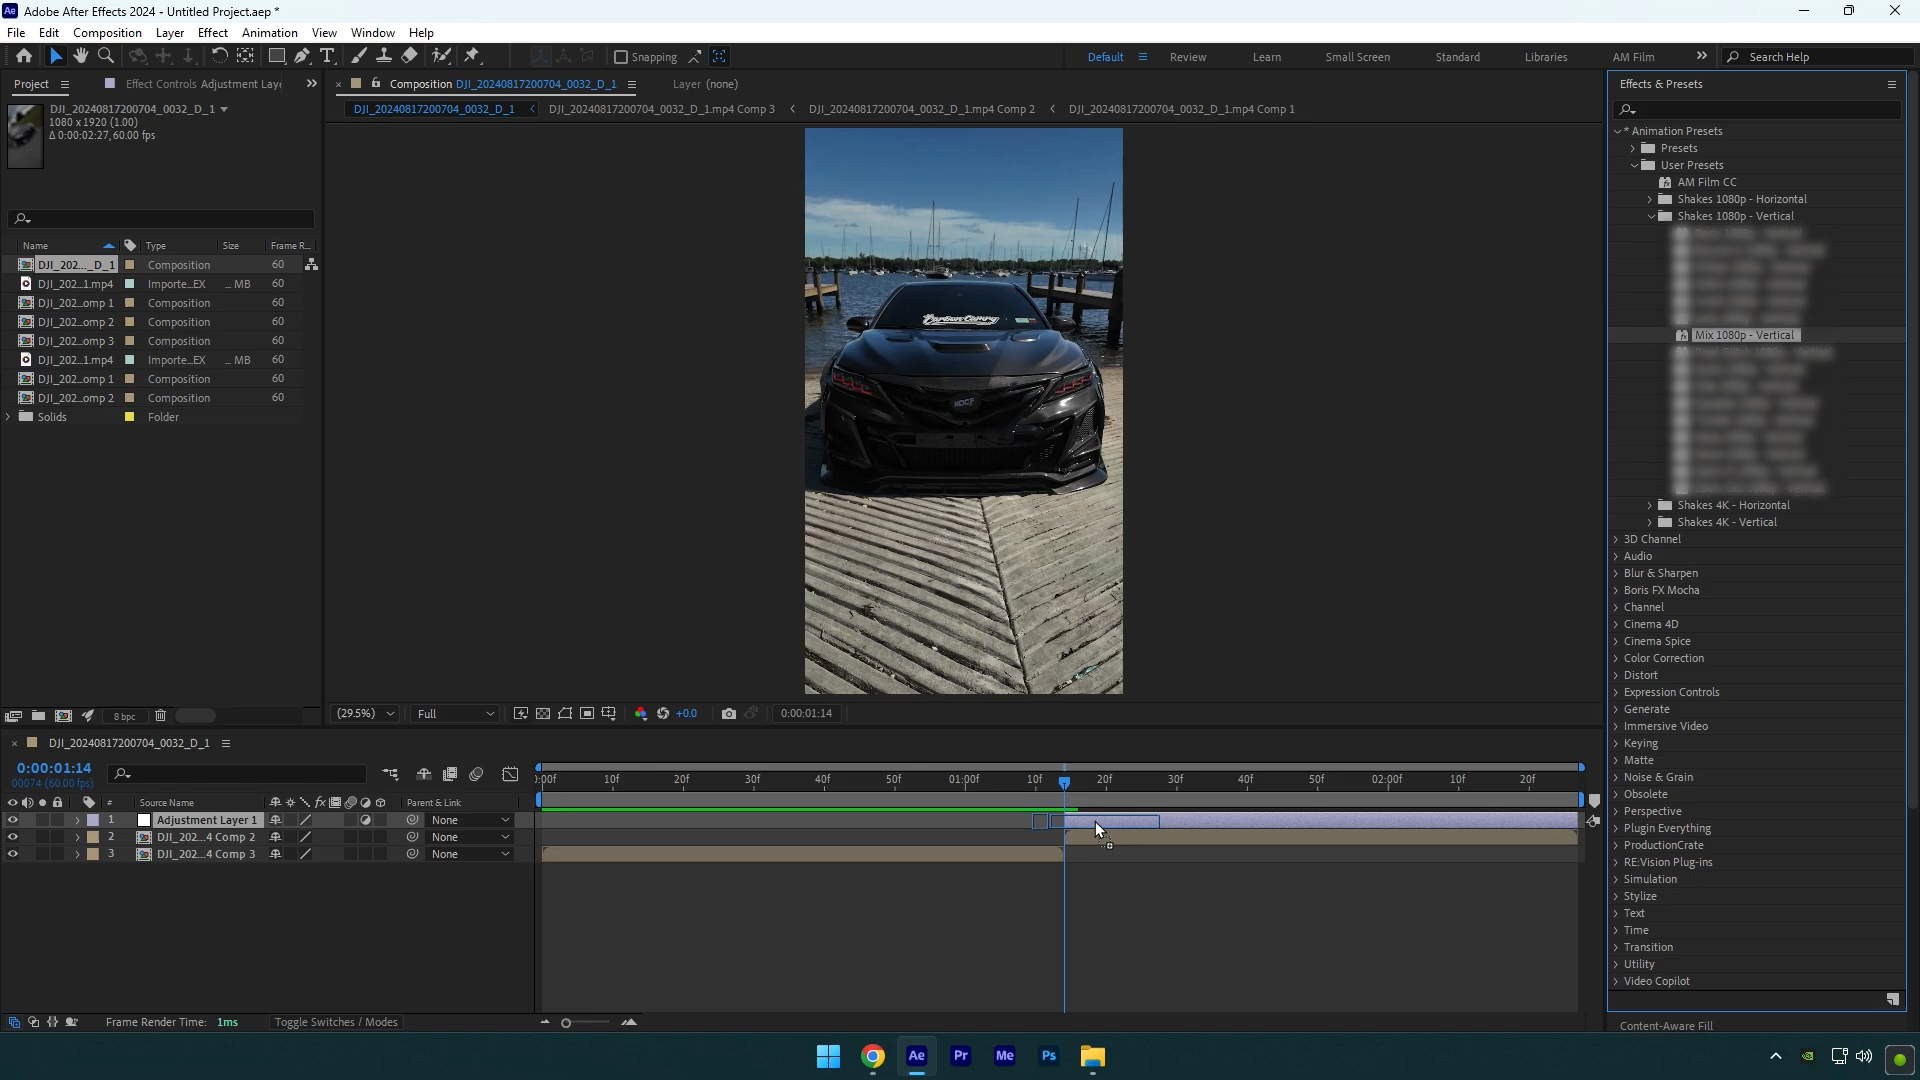 Adobe After Effects 2024 - Untitled Project.aep *
File Edit Composition Layer Effect Animation View Window Help
Snapping
Default Review Learn Small Screen Standard Libraries AM Film Search Help
Project Effect Controls Adjustment Laye
DJI_20240817200704_0032_D_1
1080 x 1920 (1.00)
Δ 0:00:02:27, 60.00 fps
Name Type Size Frame R...
DJI_202..._D_1 Composition 60
DJI_202...1.mp4 Importe...EX ... MB 60
DJI_202...omp 1 Composition 60
DJI_202...omp 2 Composition 60
DJI_202...omp 3 Composition 60
DJI_202...1.mp4 Importe...EX ... MB 60
DJI_202...omp 1 Composition 60
DJI_202...omp 2 Composition 60
Solids Folder
8 bpc
Composition DJI_20240817200704_0032_D_1 Layer (none)
DJI_20240817200704_0032_D_1 DJI_20240817200704_0032_D_1.mp4 Comp 3 DJI_20240817200704_0032_D_1.mp4 Comp 2 DJI_20240817200704_0032_D_1.mp4 Comp 1
(29.5%) Full +0.0 0:00:01:14
Effects & Presets
* Animation Presets
Presets
User Presets
AM Film CC
Shakes 1080p - Horizontal
Shakes 1080p - Vertical
Mix 1080p - Vertical
Shakes 4K - Horizontal
Shakes 4K - Vertical
3D Channel
Audio
Blur & Sharpen
Boris FX Mocha
Channel
Cinema 4D
Cinema Spice
Color Correction
Distort
Expression Controls
Generate
Immersive Video
Keying
Matte
Noise & Grain
Obsolete
Perspective
Plugin Everything
ProductionCrate
RE:Vision Plug-ins
Simulation
Stylize
Text
Time
Transition
Utility
Video Copilot
Content-Aware Fill
DJI_20240817200704_0032_D_1
0:00:01:14
00074 (60.00 fps)
:00f 10f 20f 30f 40f 50f 01:00f 10f 20f 30f 40f 50f 02:00f 10f 20f
# Source Name fx Parent & Link
1 Adjustment Layer 1 None
2 DJI_202...4 Comp 2 None
3 DJI_202...4 Comp 3 None
Frame Render Time: 1ms Toggle Switches / Modes
Ae Pr Me Ps